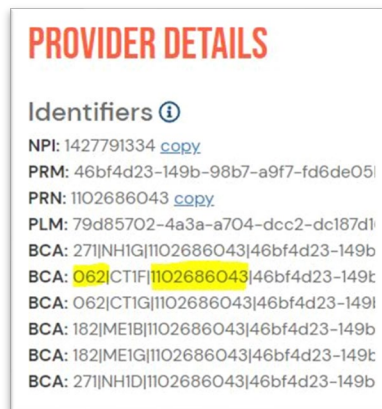 PROVIDER DETAILS
Identifiers
NPI: 1427791334 copy
PRM: 46bf4d23-149b-98b7-a9f7-fd6de05
PRN: 1102686043 copy
PLM: 79d85702-4a3a-a704-dcc2-dc187d1
BCA: 271|NH1G|1102686043|46bf4d23-149b
BCA: 062|CT1F|1102686043|46bf4d23-149b
BCA: 062|CT1G|1102686043|46bf4d23-149b
BCA: 182|ME1B|1102686043|46bf4d23-149b
BCA: 182|ME1G|1102686043|46bf4d23-149b
BCA: 271|NH1D|1102686043|46bf4d23-149b